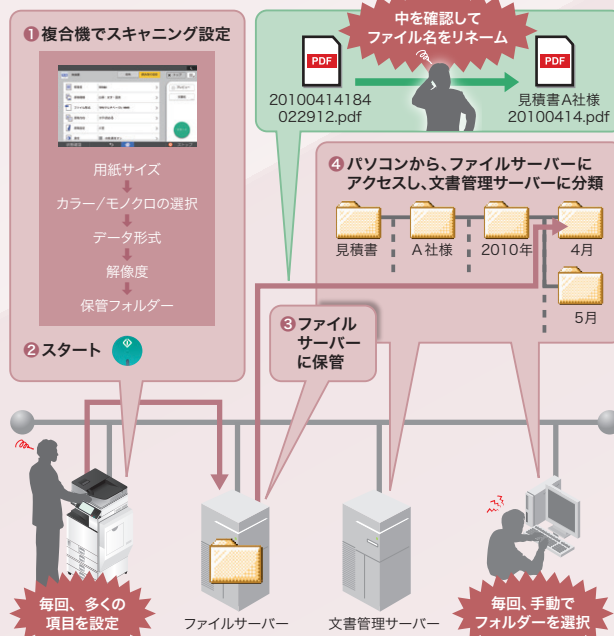 ❶複合機でスキャニング設定
用紙サイズ
カラー/モノクロの選択
データ形式
解像度
保管フォルダー
❷スタート
中を確認して
ファイル名をリネーム
PDF
20100414184
022912.pdf
PDF
見積書A社様
20100414.pdf
❹パソコンから、ファイルサーバーに
アクセスし、文書管理サーバーに分類
見積書
A社様
2010年
4月
5月
❸ファイル
サーバー
に保管
毎回、多くの
項目を設定
ファイルサーバー
文書管理サーバー
毎回、手動で
フォルダーを選択